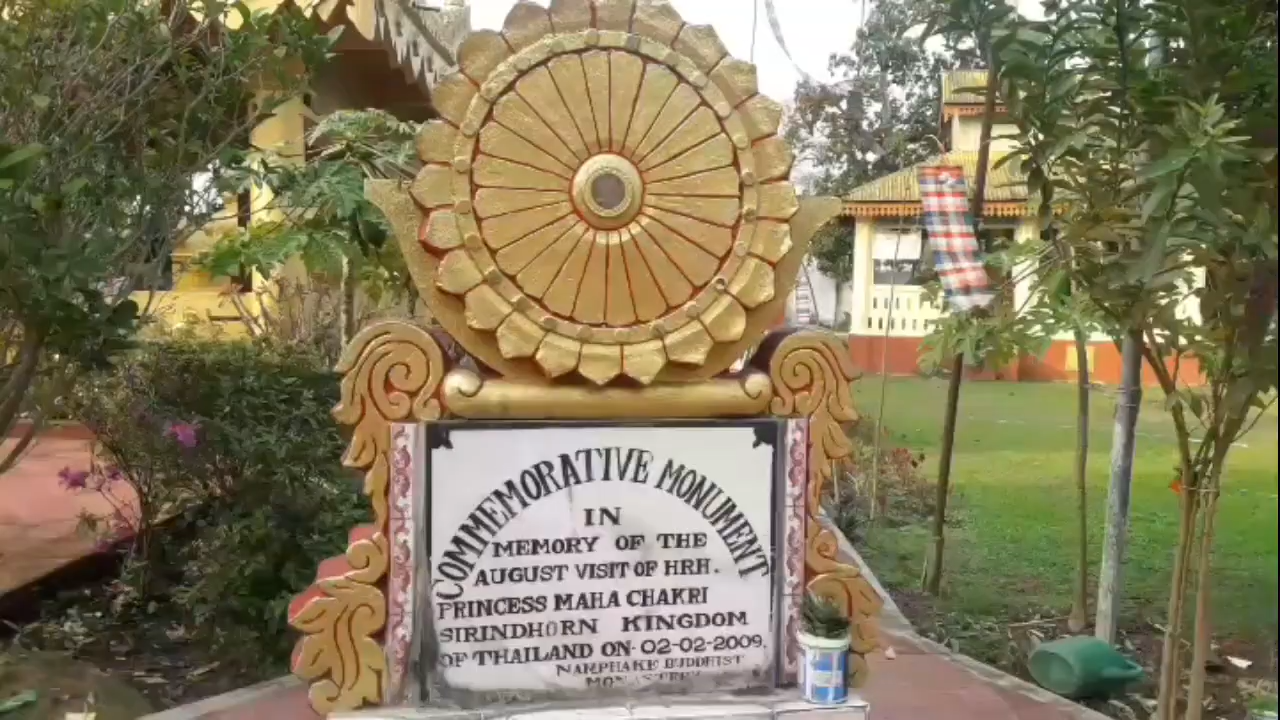 COMMEMORATIVE MONUMENT
IN
MEMORY OF THE
AUGUST VISIT OF HRH.
PRINCESS MAHA CHAKRI
SIRINDHORN KINGDOM
OF THAILAND ON- 02-02-2009.
NAMPHAKE BUDDHIST
MONASTERY